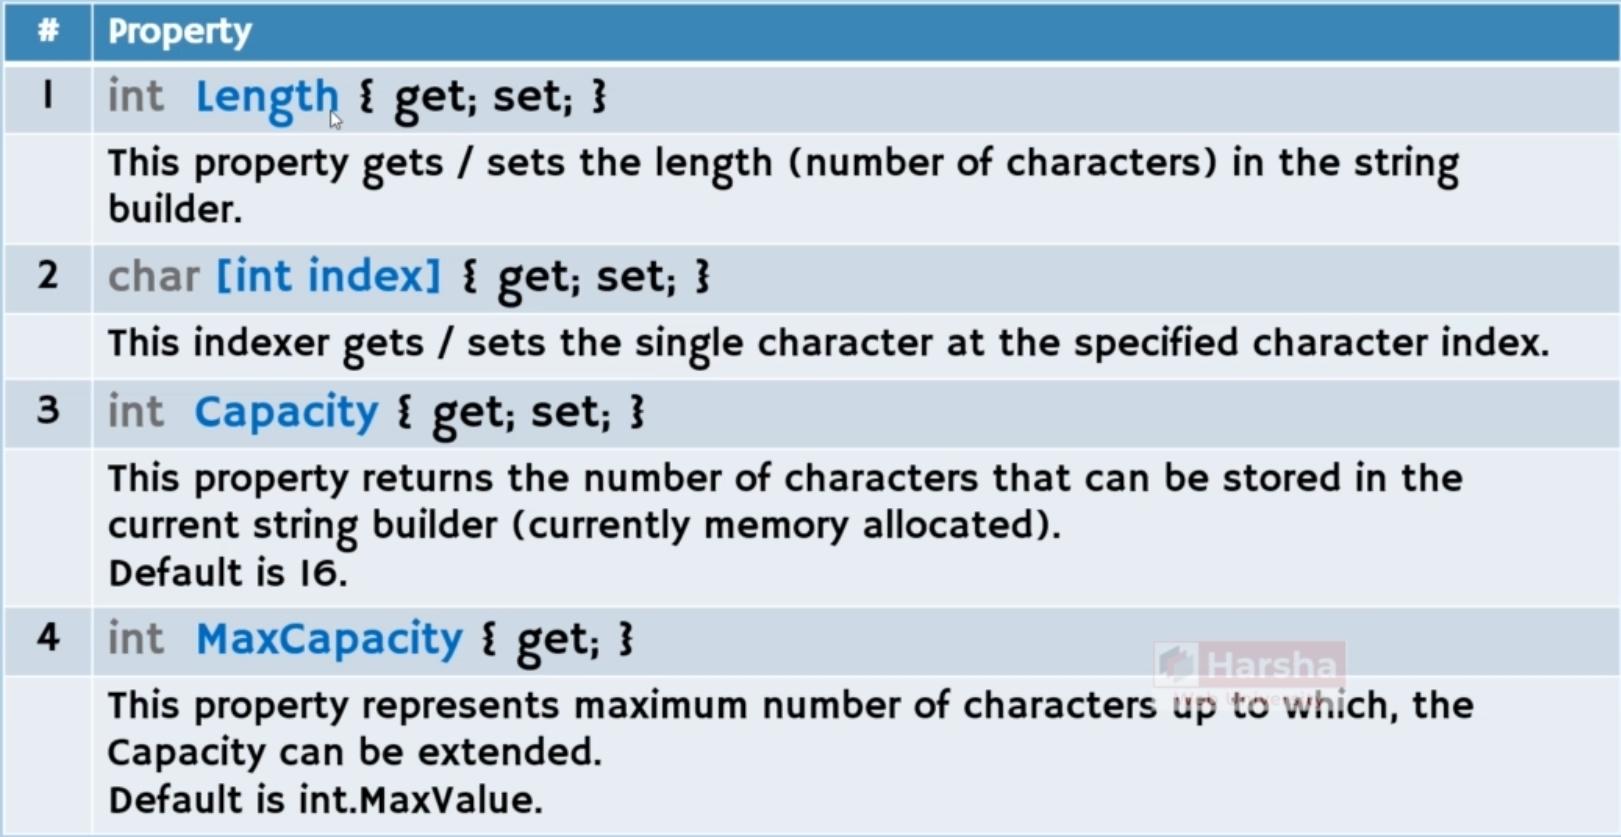 # Property
1 int Length { get; set; }
This property gets / sets the length (number of characters) in the string
builder.
2 char [int index] { get; set; }
This indexer gets / sets the single character at the specified character index.
3 int Capacity { get; set; }
This property returns the number of characters that can be stored in the
current string builder (currently memory allocated).
Default is 16.
4 int MaxCapacity { get; }
Harsha
Web University
This property represents maximum number of characters up to which, the
Capacity can be extended.
Default is int.MaxValue.